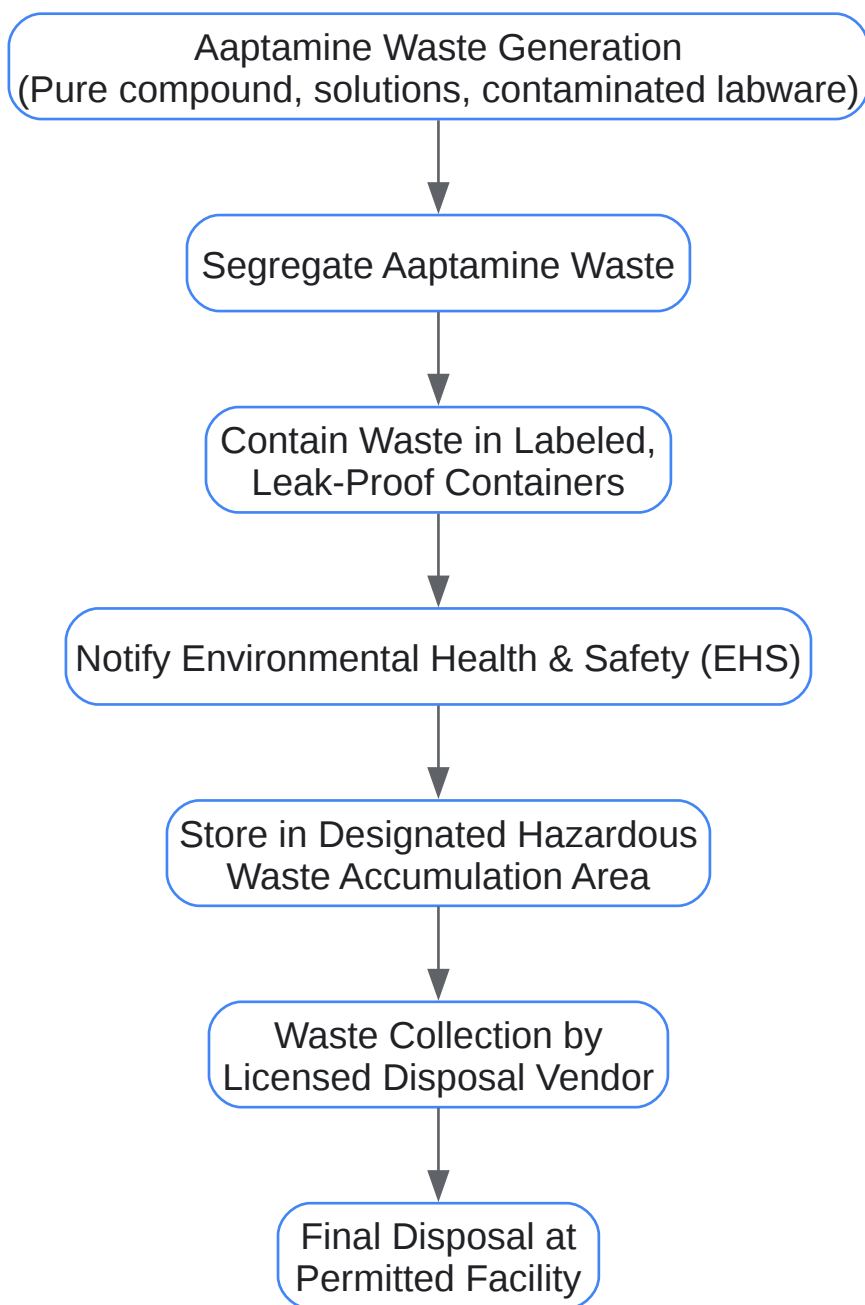 Aaptamine Waste Generation
(Pure compound, solutions, contaminated labware)
Segregate Aaptamine Waste
Contain Waste in Labeled,
Leak-Proof Containers
Notify Environmental Health & Safety (EHS)
Store in Designated Hazardous
Waste Accumulation Area
Waste Collection by
Licensed Disposal Vendor
Final Disposal at
Permitted Facility